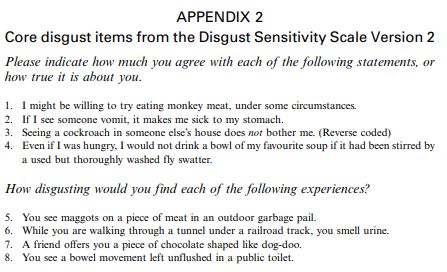 APPENDIX 2
Core disgust items from the Disgust Sensitivity Scale Version 2
Please indicate how much you agree with each of the following statements, or
how true it is about you.
1. I might be willing to try eating monkey meat, under some circumstances.
2. If I see someone vomit, it makes me sick to my stomach.
3. Seeing a cockroach in someone else's house does not bother me. (Reverse coded)
4. Even if I was hungry, I would not drink a bowl of my favourite soup if it had been stirred by
a used but thoroughly washed fly swatter.
How disgusting would you find each of the following experiences?
5. You see maggots on a piece of meat in an outdoor garbage pail.
6. While you are walking through a tunnel under a railroad track, you smell urine.
7. A friend offers you a piece of chocolate shaped like dog-doo.
8. You see a bowel movement left unflushed in a public toilet.